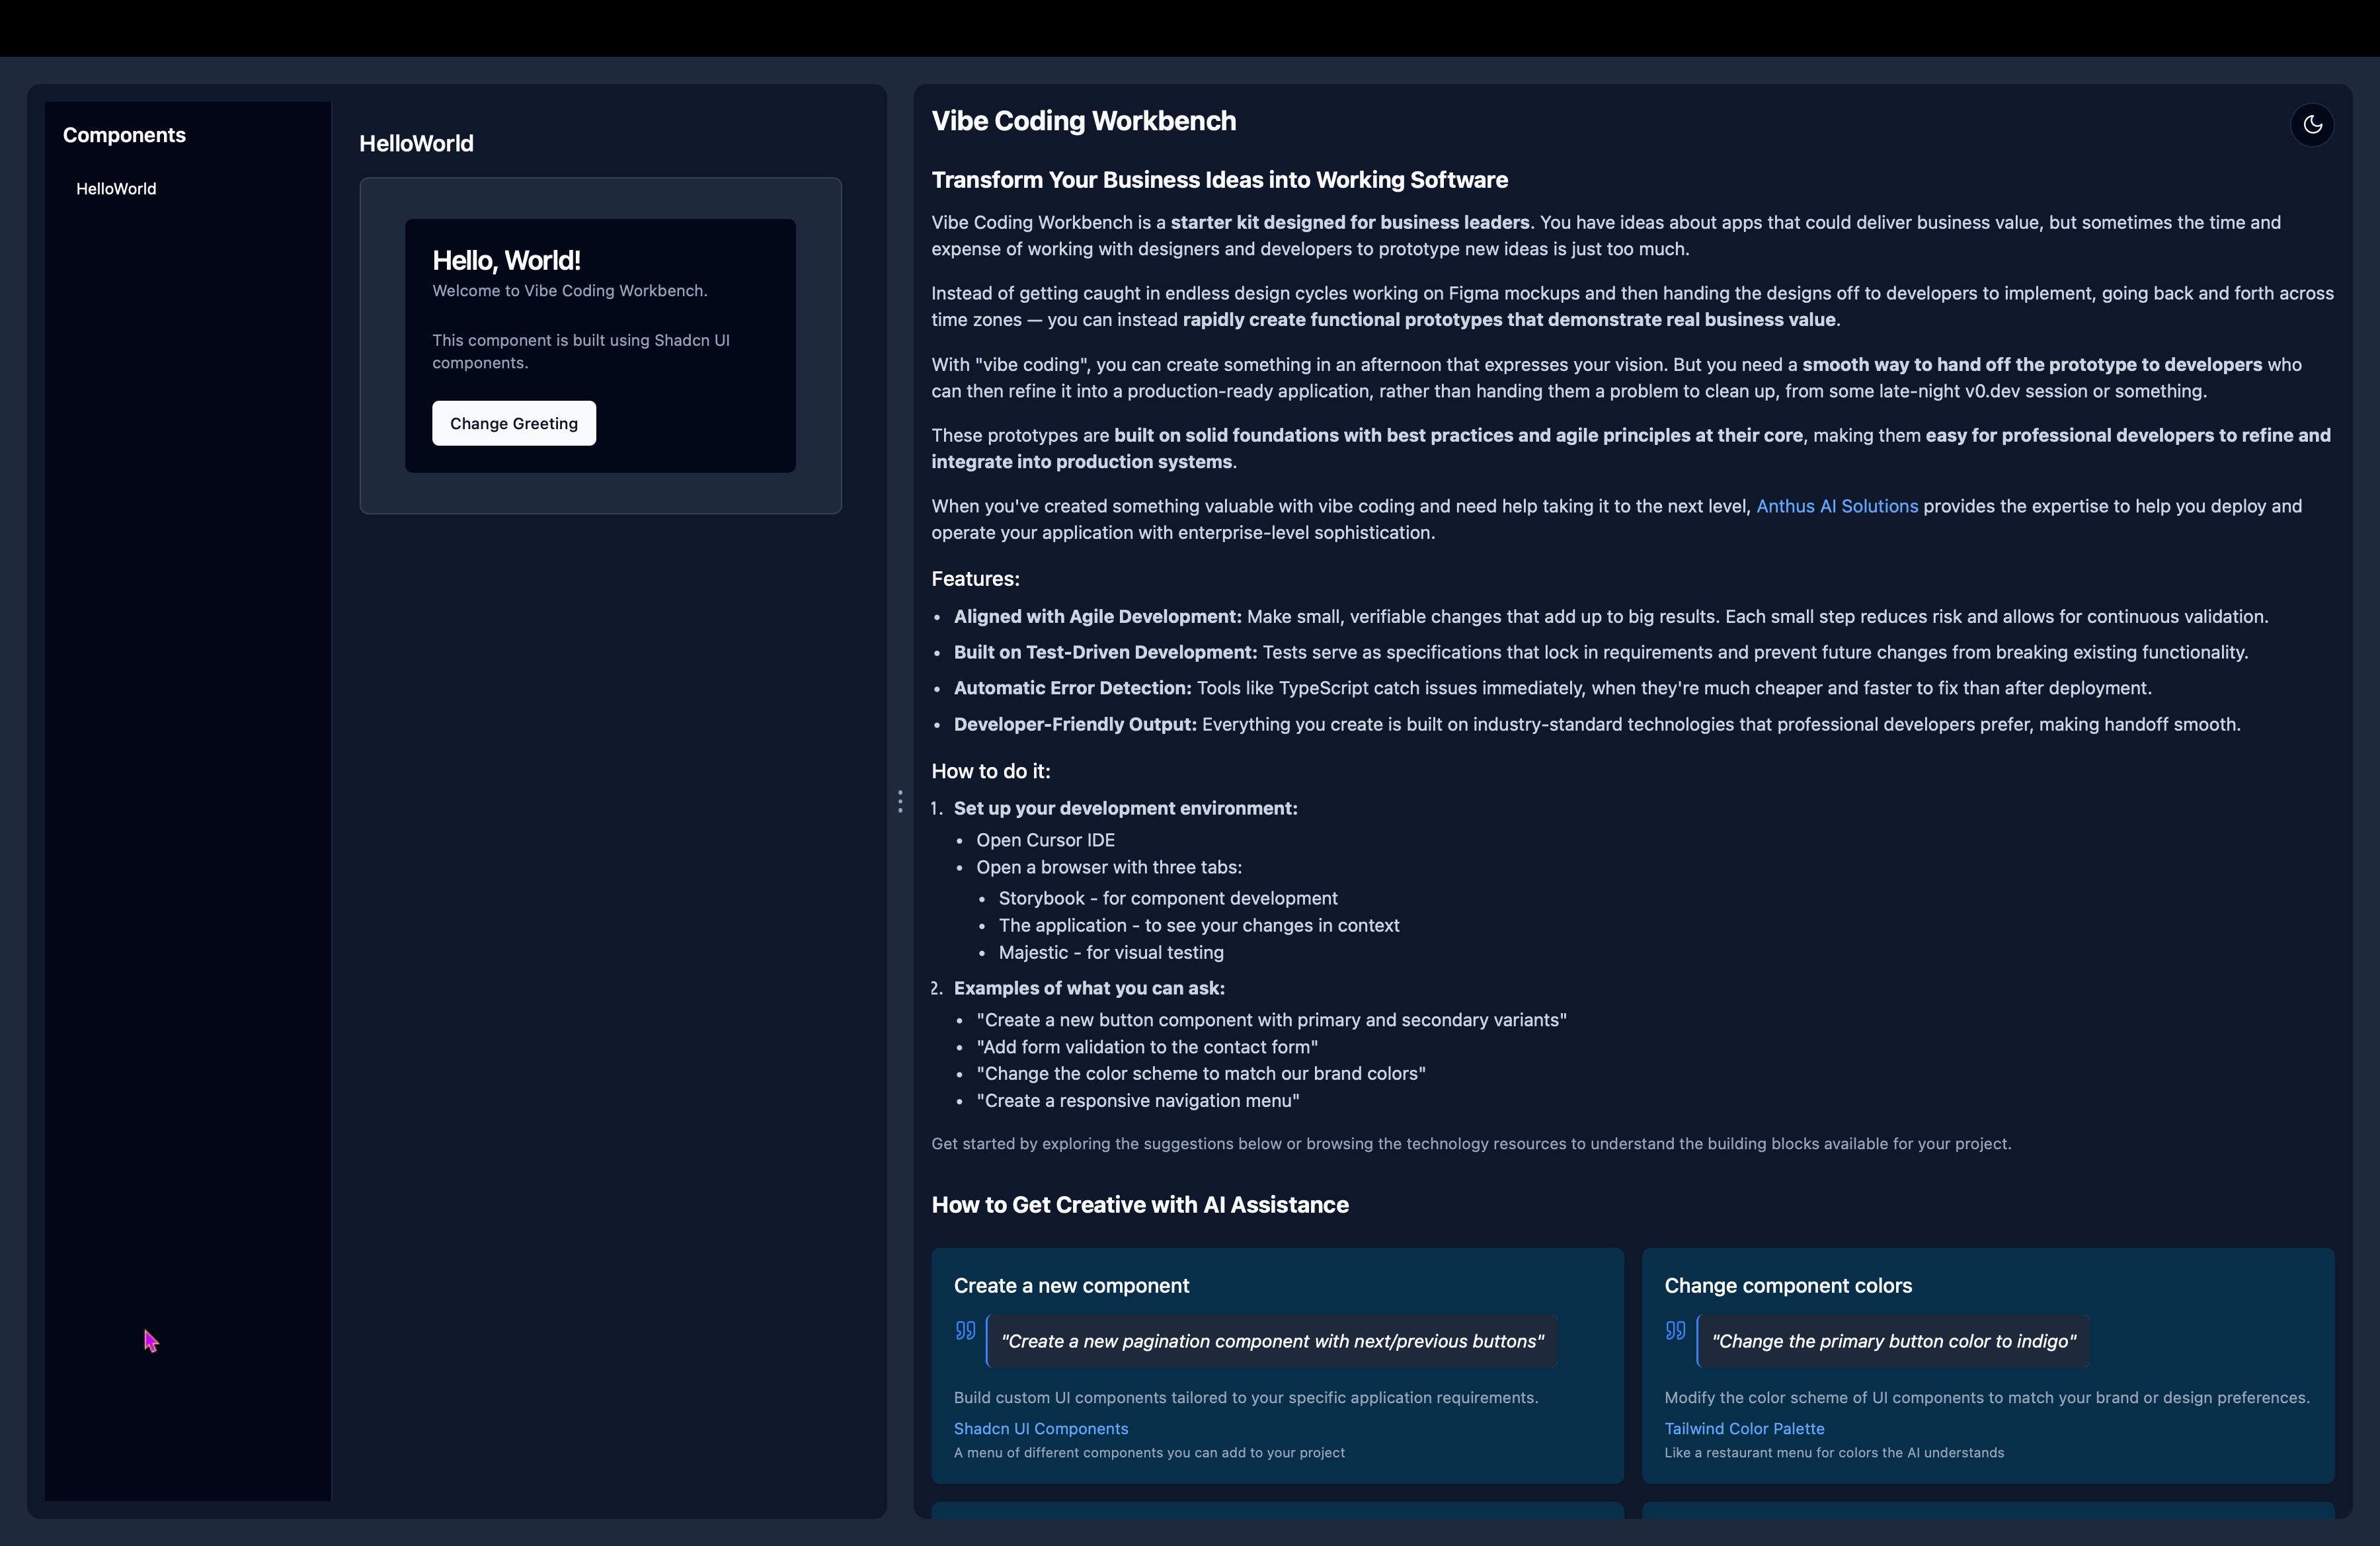 Components
HelloWorld
HelloWorld
Hello, World!
Welcome to Vibe Coding Workbench.
This component is built using Shadcn UI
components.
Change Greeting
Vibe Coding Workbench
Transform Your Business Ideas into Working Software
Vibe Coding Workbench is a starter kit designed for business leaders. You have ideas about apps that could deliver business value, but sometimes the time and
expense of working with designers and developers to prototype new ideas is just too much.
Instead of getting caught in endless design cycles working on Figma mockups and then handing the designs off to developers to implement, going back and forth across
time zones — you can instead rapidly create functional prototypes that demonstrate real business value.
With "vibe coding", you can create something in an afternoon that expresses your vision. But you need a smooth way to hand off the prototype to developers who
can then refine it into a production-ready application, rather than handing them a problem to clean up, from some late-night v0.dev session or something.
These prototypes are built on solid foundations with best practices and agile principles at their core, making them easy for professional developers to refine and
integrate into production systems.
When you've created something valuable with vibe coding and need help taking it to the next level, Anthus AI Solutions provides the expertise to help you deploy and
operate your application with enterprise-level sophistication.
Features:
• Aligned with Agile Development: Make small, verifiable changes that add up to big results. Each small step reduces risk and allows for continuous validation.
• Built on Test-Driven Development: Tests serve as specifications that lock in requirements and prevent future changes from breaking existing functionality.
• Automatic Error Detection: Tools like TypeScript catch issues immediately, when they're much cheaper and faster to fix than after deployment.
• Developer-Friendly Output: Everything you create is built on industry-standard technologies that professional developers prefer, making handoff smooth.
How to do it:
1. Set up your development environment:
• Open Cursor IDE
• Open a browser with three tabs:
• Storybook - for component development
• The application - to see your changes in context
• Majestic - for visual testing
2. Examples of what you can ask:
• "Create a new button component with primary and secondary variants"
• "Add form validation to the contact form"
• "Change the color scheme to match our brand colors"
• "Create a responsive navigation menu"
Get started by exploring the suggestions below or browsing the technology resources to understand the building blocks available for your project.
How to Get Creative with AI Assistance
Create a new component
"Create a new pagination component with next/previous buttons"
Build custom UI components tailored to your specific application requirements.
Shadcn UI Components
A menu of different components you can add to your project
Change component colors
"Change the primary button color to indigo"
Modify the color scheme of UI components to match your brand or design preferences.
Tailwind Color Palette
Like a restaurant menu for colors the AI understands